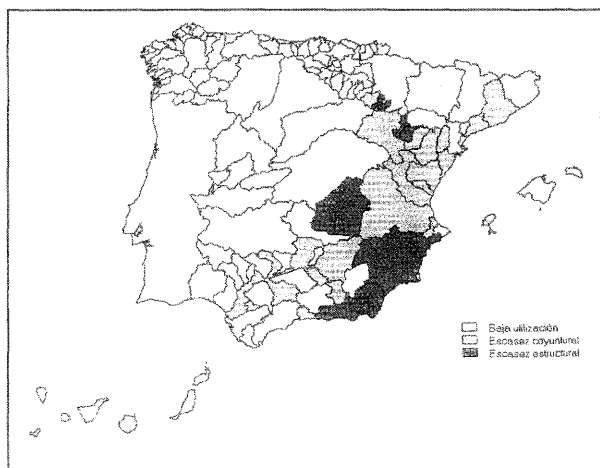 Baja utilización
Escasez coyuntural
Escasez estructural